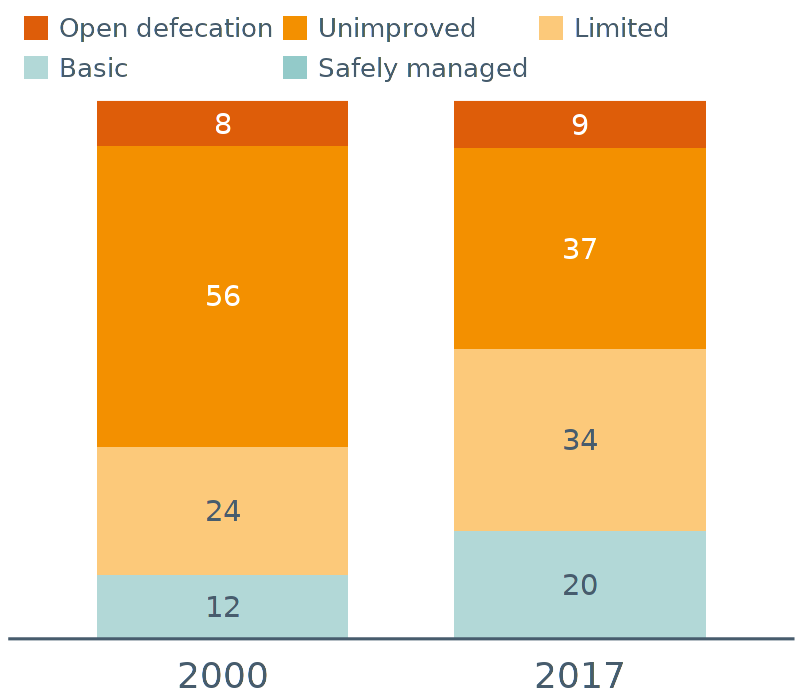 Open defecation Unimproved Limited
Basic Safely managed
8 9
56 37
24 34
12 20
2000 2017